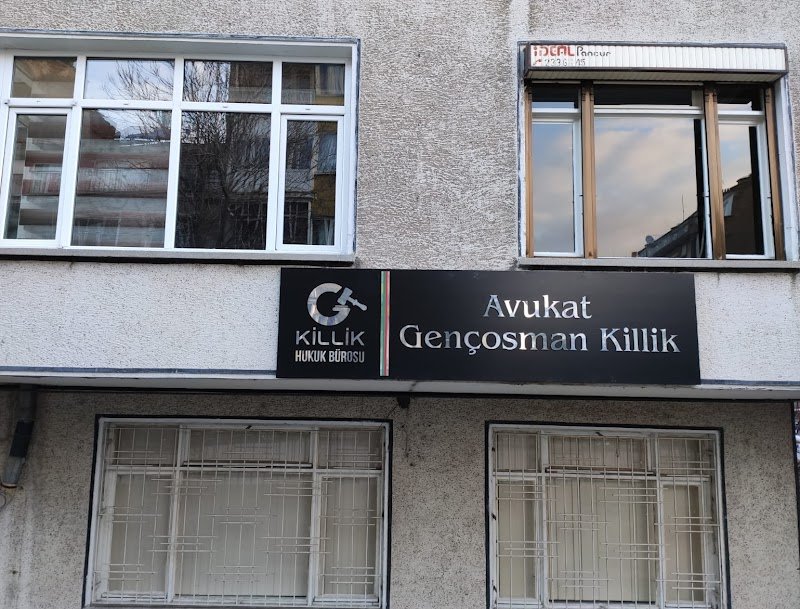 İDEAL Panjur
Avukat
Gençosman Killik
KİLLİK
HUKUK BÜROSU